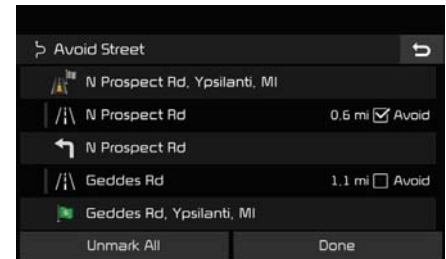 Avoid Street
N Prospect Rd, Ypsilanti, MI
N Prospect Rd 0.6 mi Avoid
N Prospect Rd
Geddes Rd 1.1 mi Avoid
Geddes Rd, Ypsilanti, MI
Unmark All Done